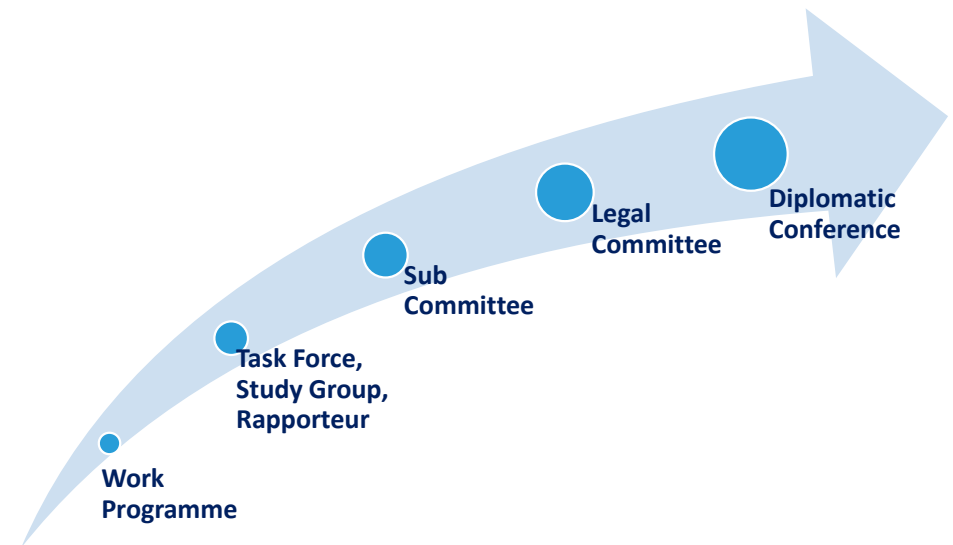 Work
Programme
Task Force,
Study Group,
Rapporteur
Sub
Committee
Legal
Committee
Diplomatic
Conference